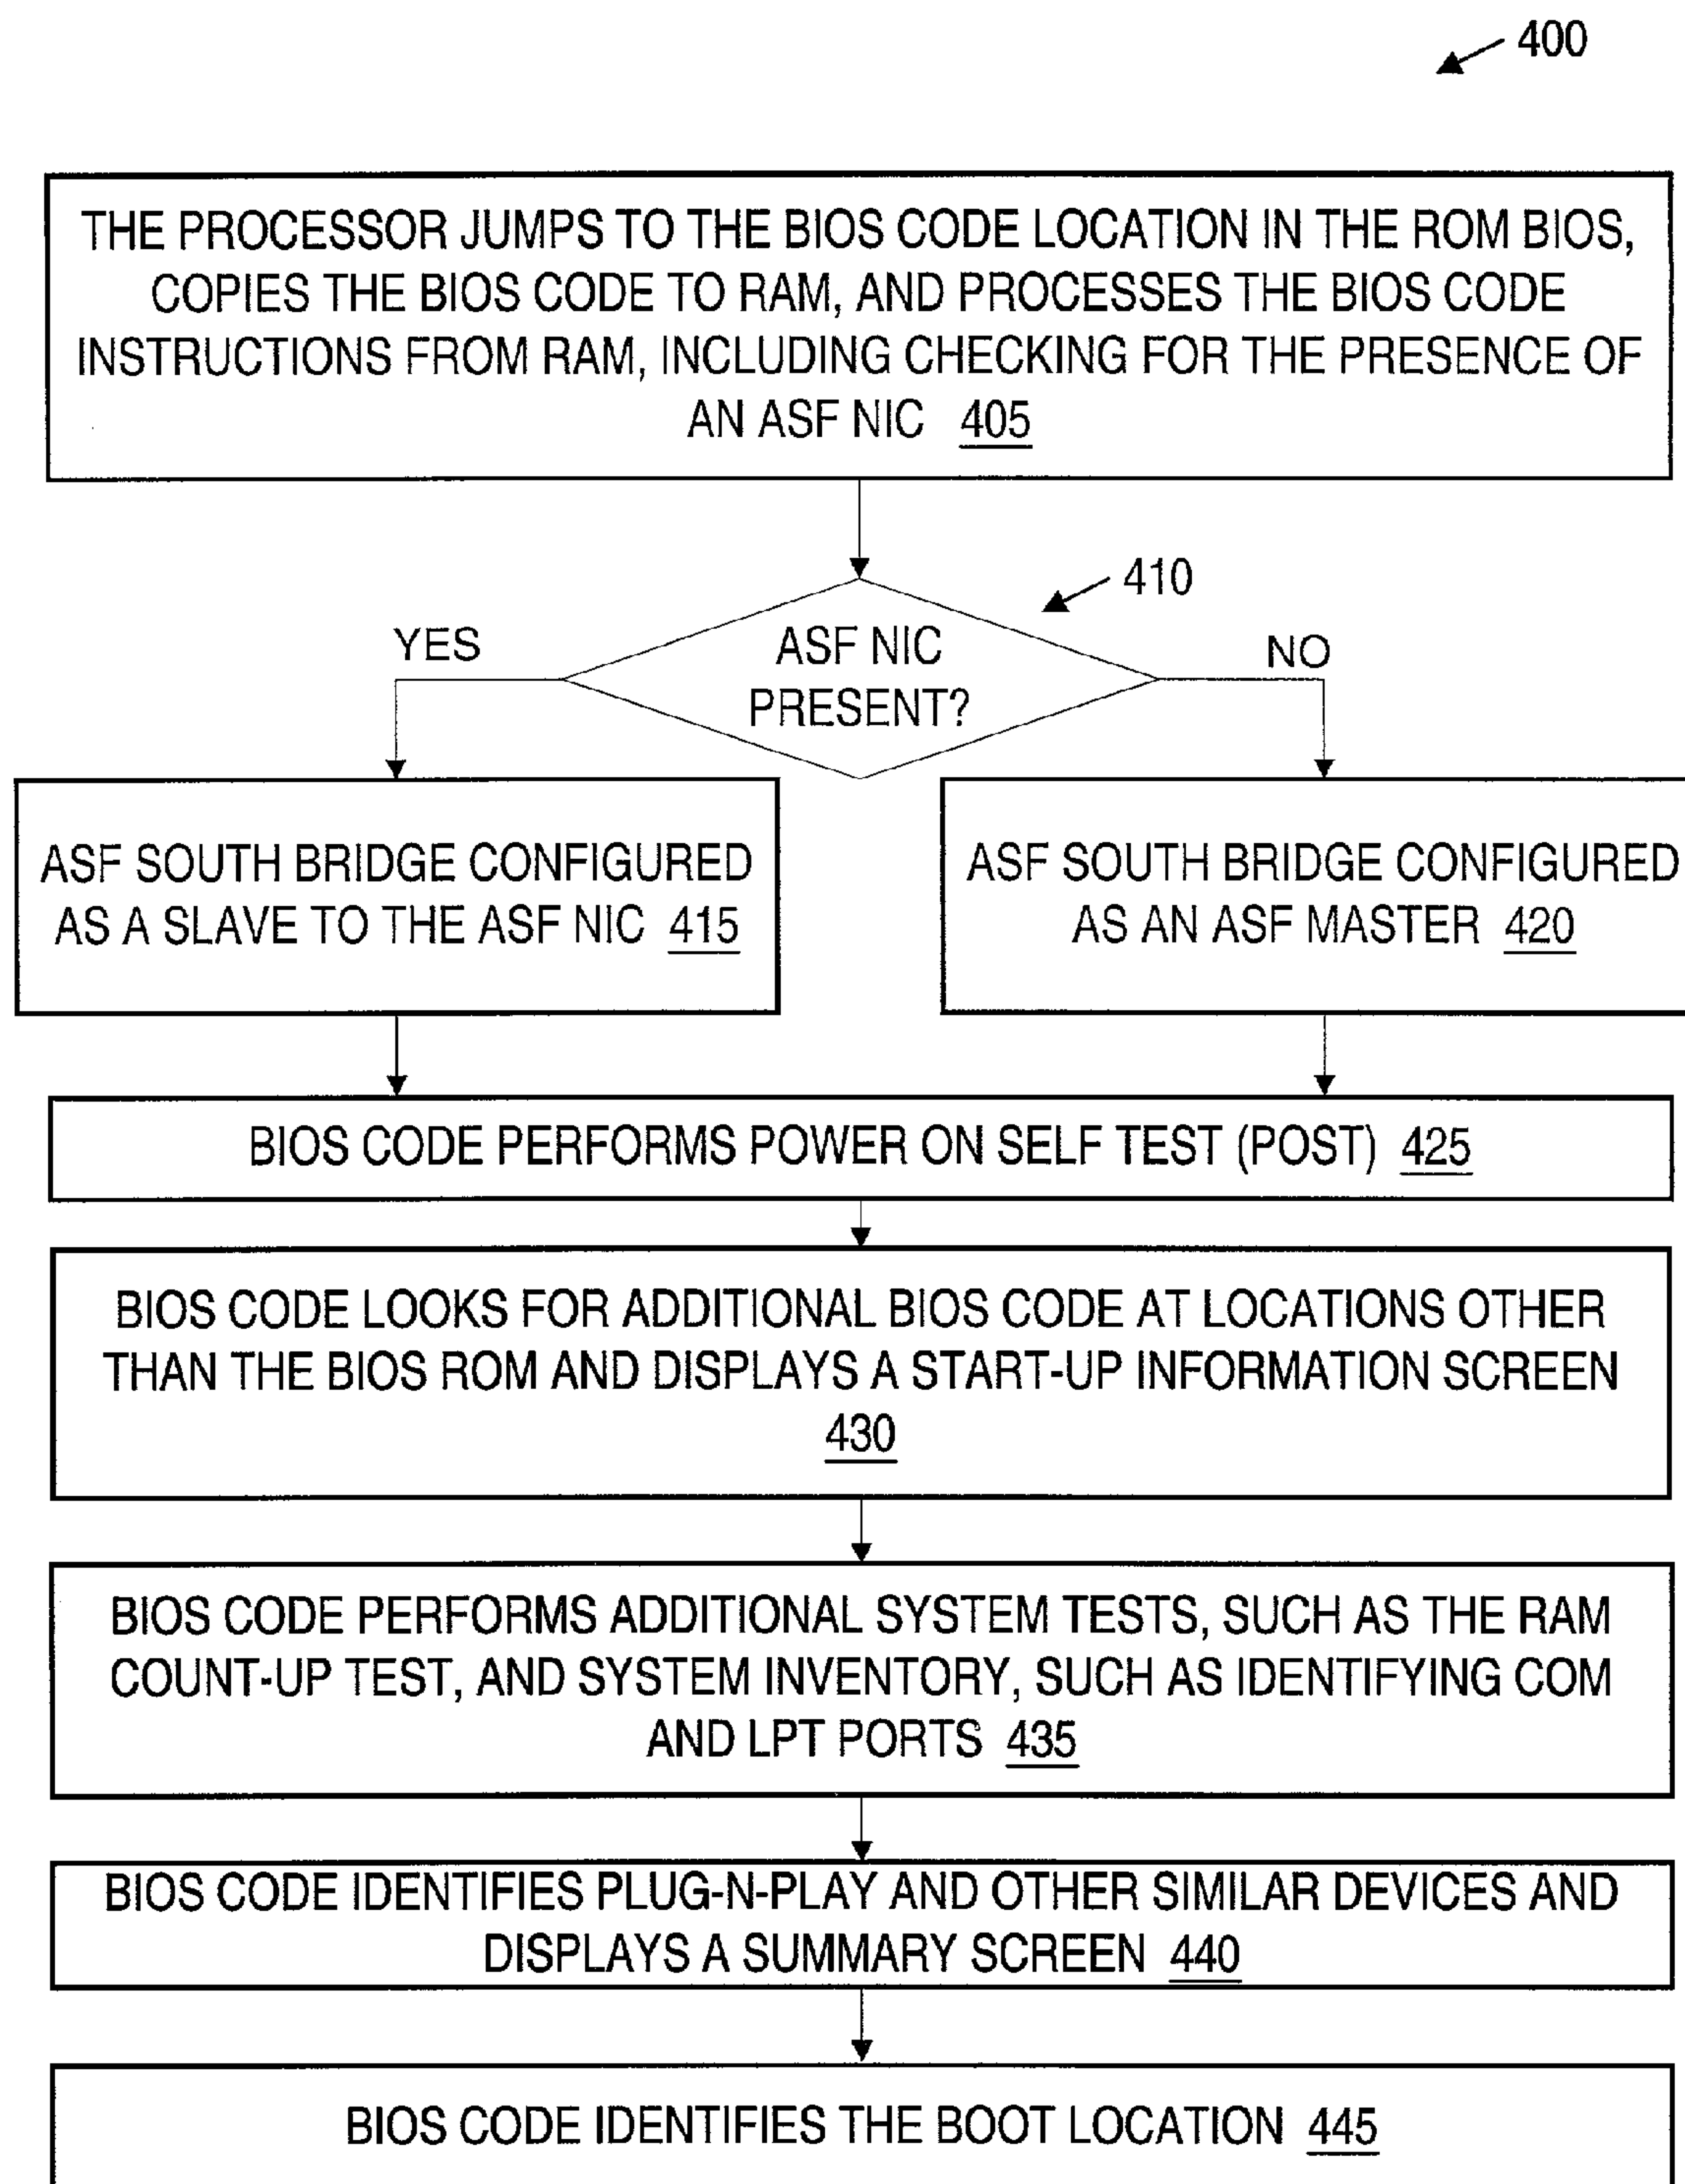 400
THE PROCESSOR JUMPS TO THE BIOS CODE LOCATION IN THE ROM BIOS,
COPIES THE BIOS CODE TO RAM, AND PROCESSES THE BIOS CODE
INSTRUCTIONS FROM RAM, INCLUDING CHECKING FOR THE PRESENCE OF
AN ASF NIC 405
410
YES
ASF NIC
PRESENT?
NO
ASF SOUTH BRIDGE CONFIGURED
AS A SLAVE TO THE ASF NIC 415
ASF SOUTH BRIDGE CONFIGURED
AS AN ASF MASTER 420
BIOS CODE PERFORMS POWER ON SELF TEST (POST) 425
BIOS CODE LOOKS FOR ADDITIONAL BIOS CODE AT LOCATIONS OTHER
THAN THE BIOS ROM AND DISPLAYS A START-UP INFORMATION SCREEN
430
BIOS CODE PERFORMS ADDITIONAL SYSTEM TESTS, SUCH AS THE RAM
COUNT-UP TEST, AND SYSTEM INVENTORY, SUCH AS IDENTIFYING COM
AND LPT PORTS 435
BIOS CODE IDENTIFIES PLUG-N-PLAY AND OTHER SIMILAR DEVICES AND
DISPLAYS A SUMMARY SCREEN 440
BIOS CODE IDENTIFIES THE BOOT LOCATION 445